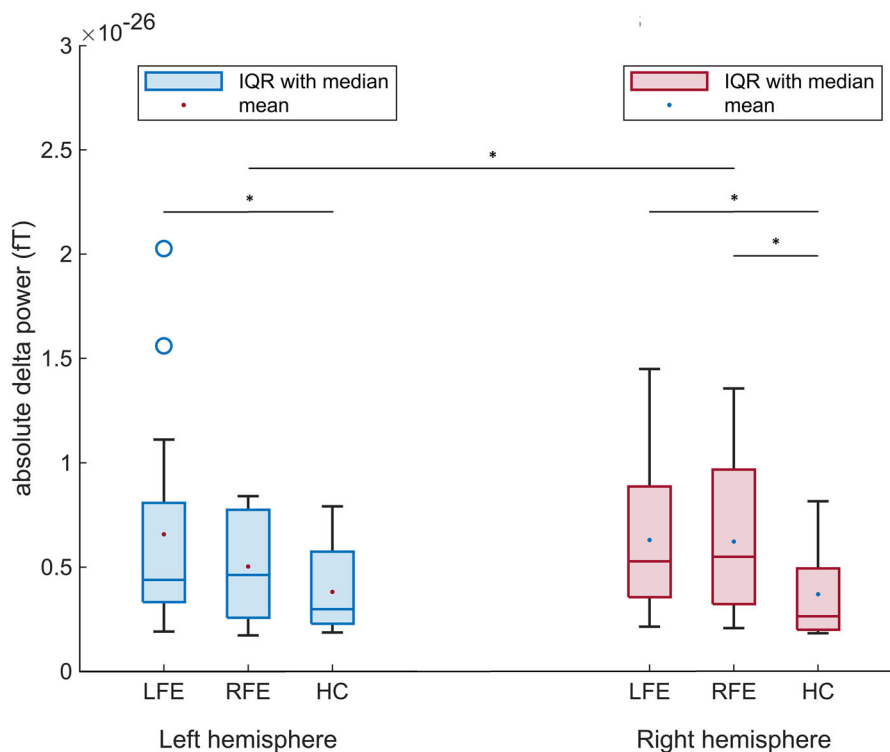 ×10^-26
3
IQR with median
mean
IQR with median
mean
2.5
*
*
*
2
*
1.5
1
0.5
0
absolute delta power (fT)
LFE RFE HC LFE RFE HC
Left hemisphere Right hemisphere